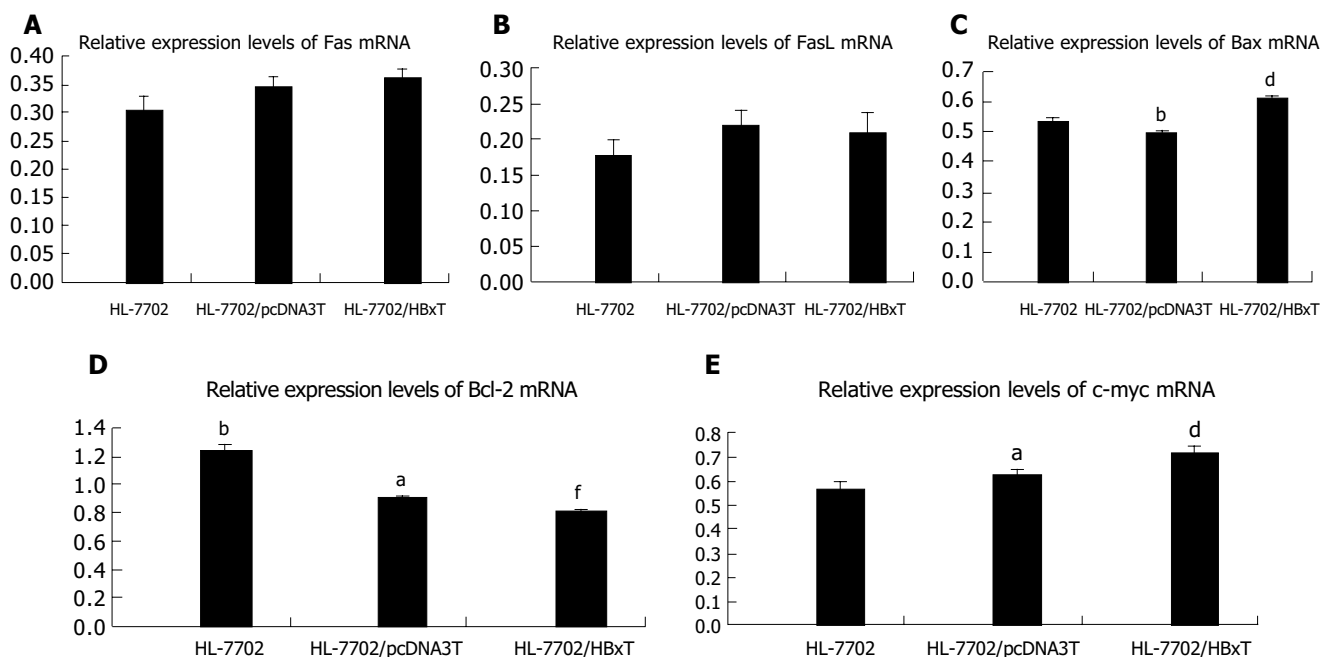 A
Relative expression levels of Fas mRNA
0.40
0.35
0.30
0.25
0.20
0.15
0.10
0.05
0.00
HL-7702 HL-7702/pcDNA3T HL-7702/HBxT
B
Relative expression levels of FasL mRNA
0.30
0.25
0.20
0.15
0.10
0.05
0.00
HL-7702 HL-7702/pcDNA3T HL-7702/HBxT
C
Relative expression levels of Bax mRNA
0.7
0.6
0.5
0.4
0.3
0.2
0.1
0.0
b
d
HL-7702 HL-7702/pcDNA3T HL-7702/HBxT
D
Relative expression levels of Bcl-2 mRNA
1.4
1.2
1.0
0.8
0.6
0.4
0.2
0.0
b
a
f
HL-7702 HL-7702/pcDNA3T HL-7702/HBxT
E
Relative expression levels of c-myc mRNA
0.8
0.7
0.6
0.5
0.4
0.3
0.2
0.1
0.0
a
d
HL-7702 HL-7702/pcDNA3T HL-7702/HBxT